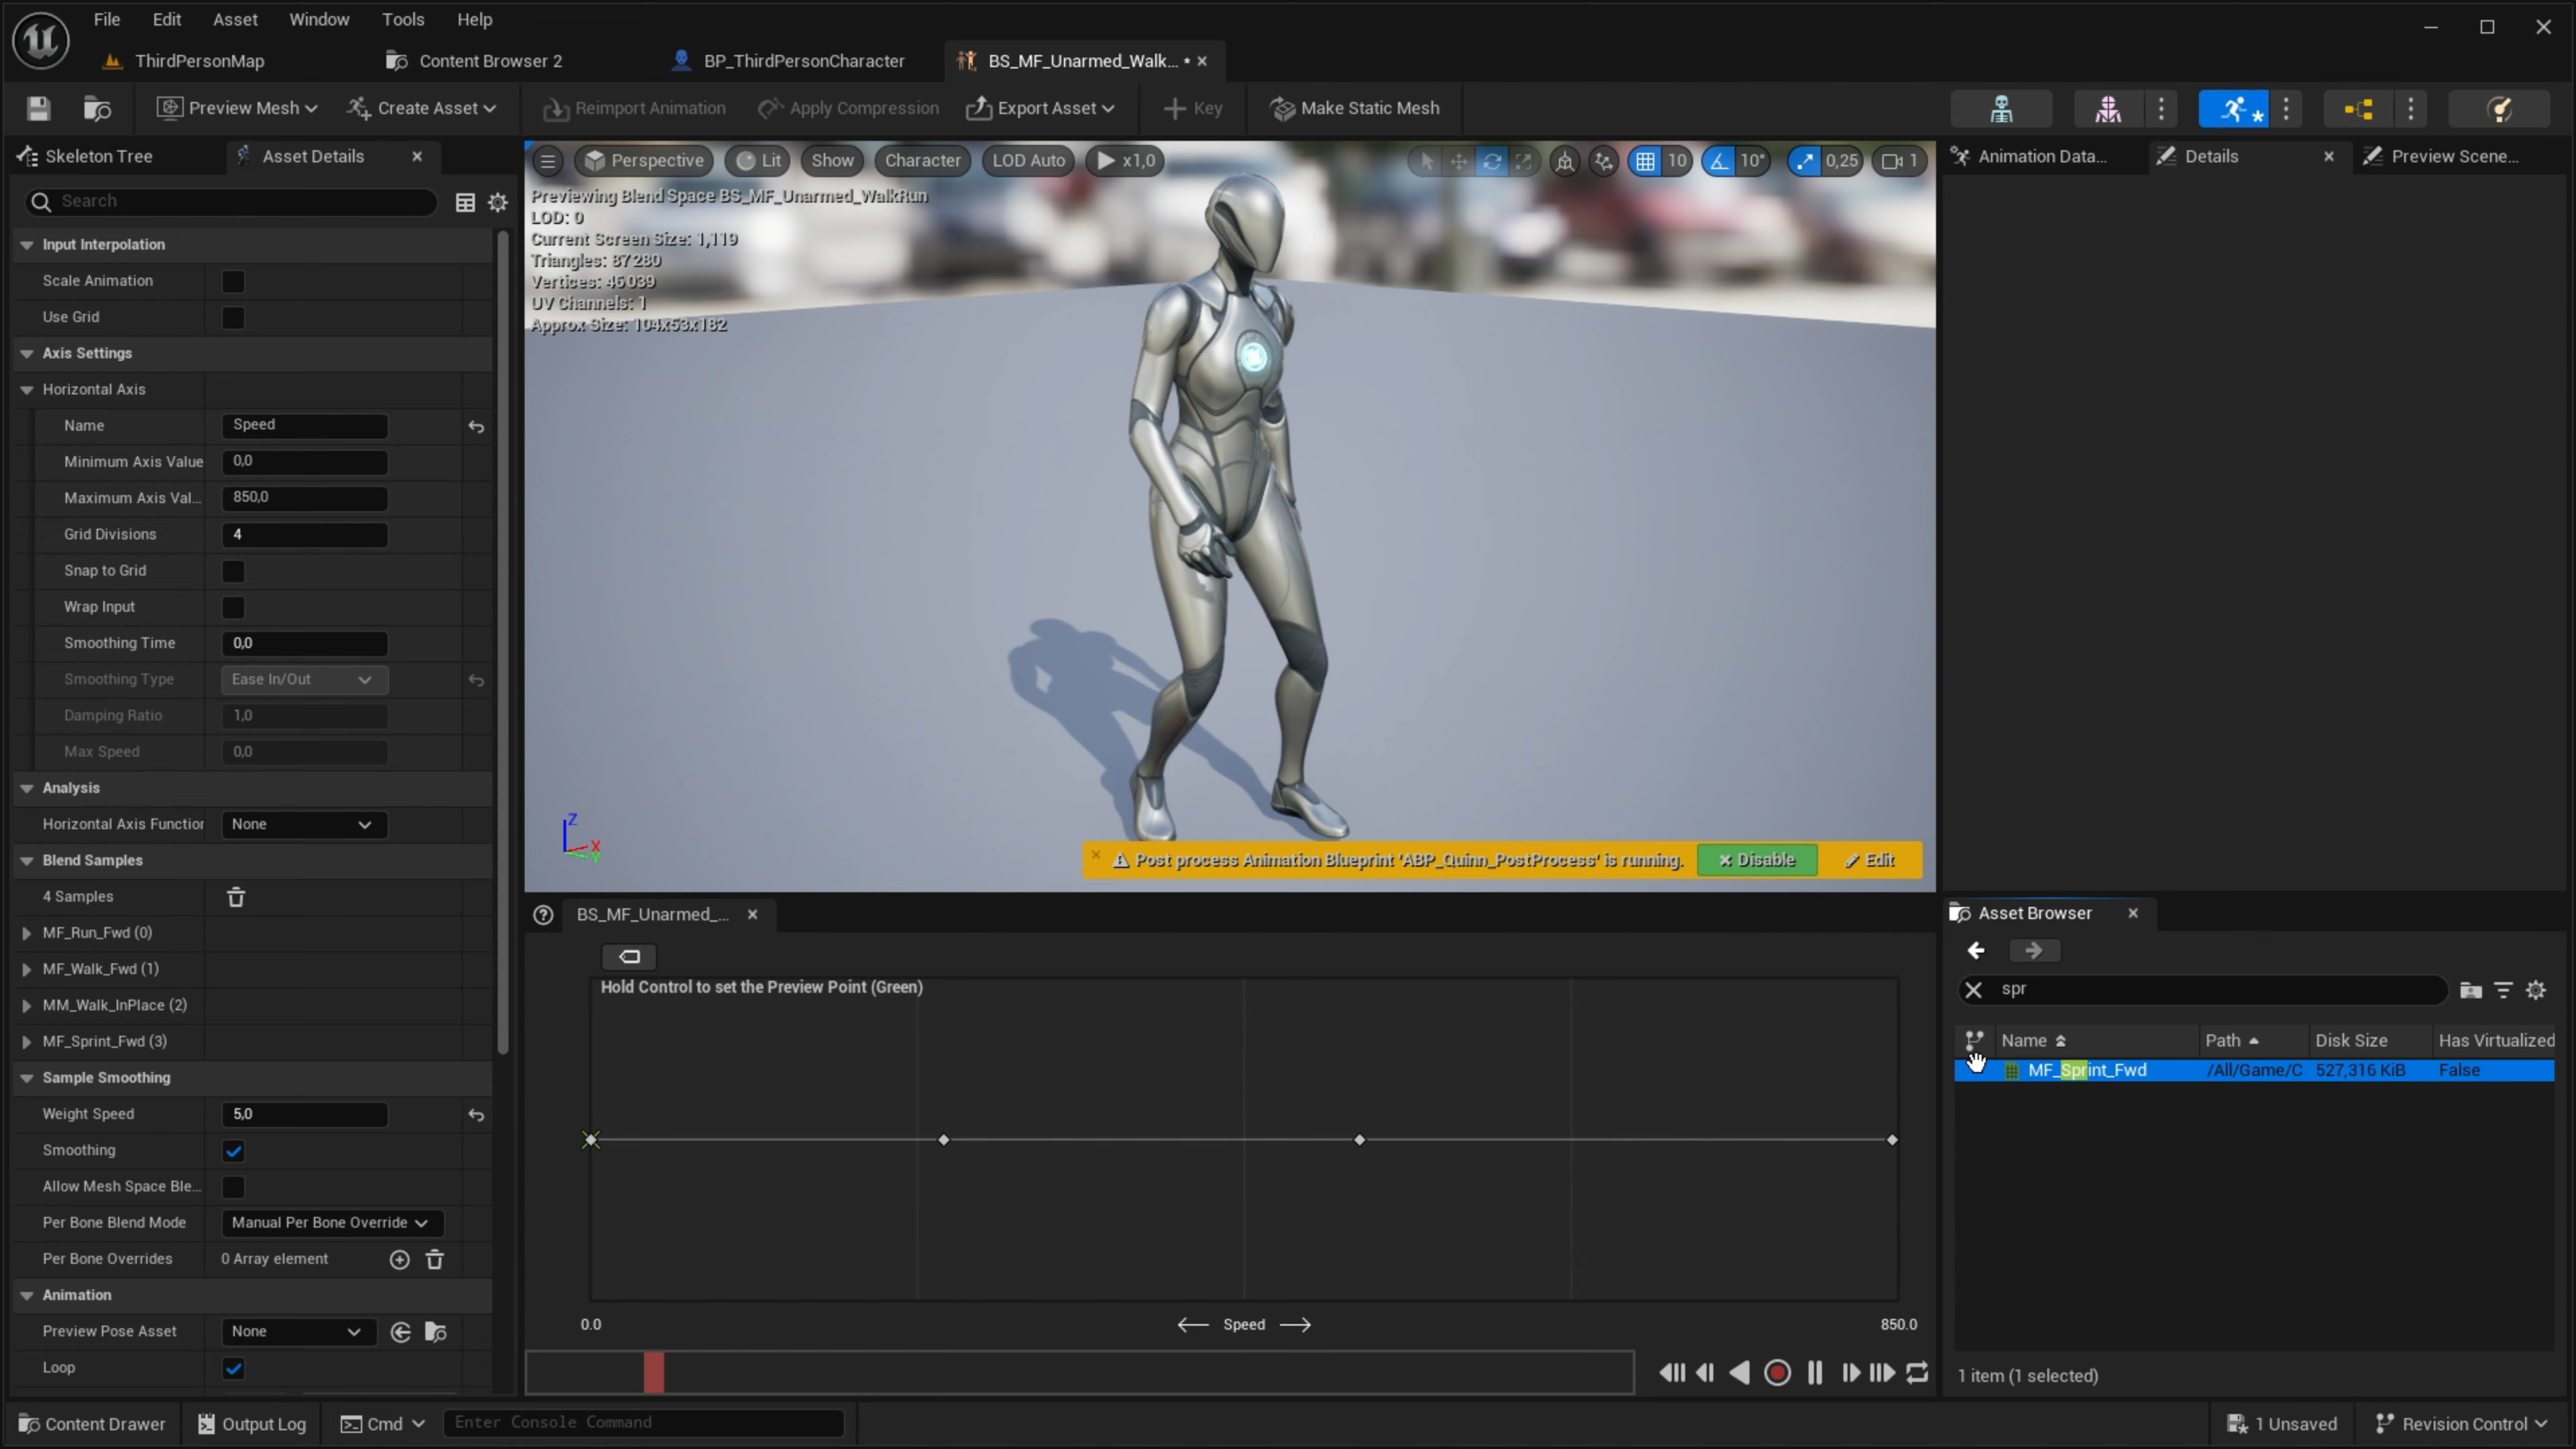 File Edit Asset Window Tools Help
ThirdPersonMap Content Browser 2 BP_ThirdPersonCharacter BS_MF_Unarmed_Walk... •
Preview Mesh Create Asset Reimport Animation Apply Compression Export Asset Key Make Static Mesh
Skeleton Tree Asset Details
Search
Input Interpolation
Scale Animation
Use Grid
Axis Settings
Horizontal Axis
Name Speed
Minimum Axis Value 0,0
Maximum Axis Val... 850,0
Grid Divisions 4
Snap to Grid
Wrap Input
Smoothing Time 0,0
Smoothing Type Ease In/Out
Damping Ratio 1,0
Max Speed 0,0
Analysis
Horizontal Axis Function None
Blend Samples
4 Samples
MF_Run_Fwd (0)
MF_Walk_Fwd (1)
MM_Walk_InPlace (2)
MF_Sprint_Fwd (3)
Sample Smoothing
Weight Speed 5,0
Smoothing
Allow Mesh Space Ble...
Per Bone Blend Mode Manual Per Bone Override
Per Bone Overrides 0 Array element
Animation
Preview Pose Asset None
Loop
Perspective Lit Show Character LOD Auto x1,0 10 10° 0,25 1
Previewing Blend Space BS_MF_Unarmed_WalkRun
LOD: 0
Current Screen Size: 1,119
Triangles: 87 280
Vertices: 46 039
UV Channels: 1
Approx Size: 104x53x182
Z
X
Y
Post process Animation Blueprint 'ABP_Quinn_PostProcess' is running. Disable Edit
BS_MF_Unarmed_...
Hold Control to set the Preview Point (Green)
0.0 Speed 850.0
Animation Data... Details Preview Scene...
Asset Browser
spr
Name Path Disk Size Has Virtualized
MF_Sprint_Fwd /All/Game/C 527,316 KiB False
1 item (1 selected)
Content Drawer Output Log Cmd Enter Console Command 1 Unsaved Revision Control